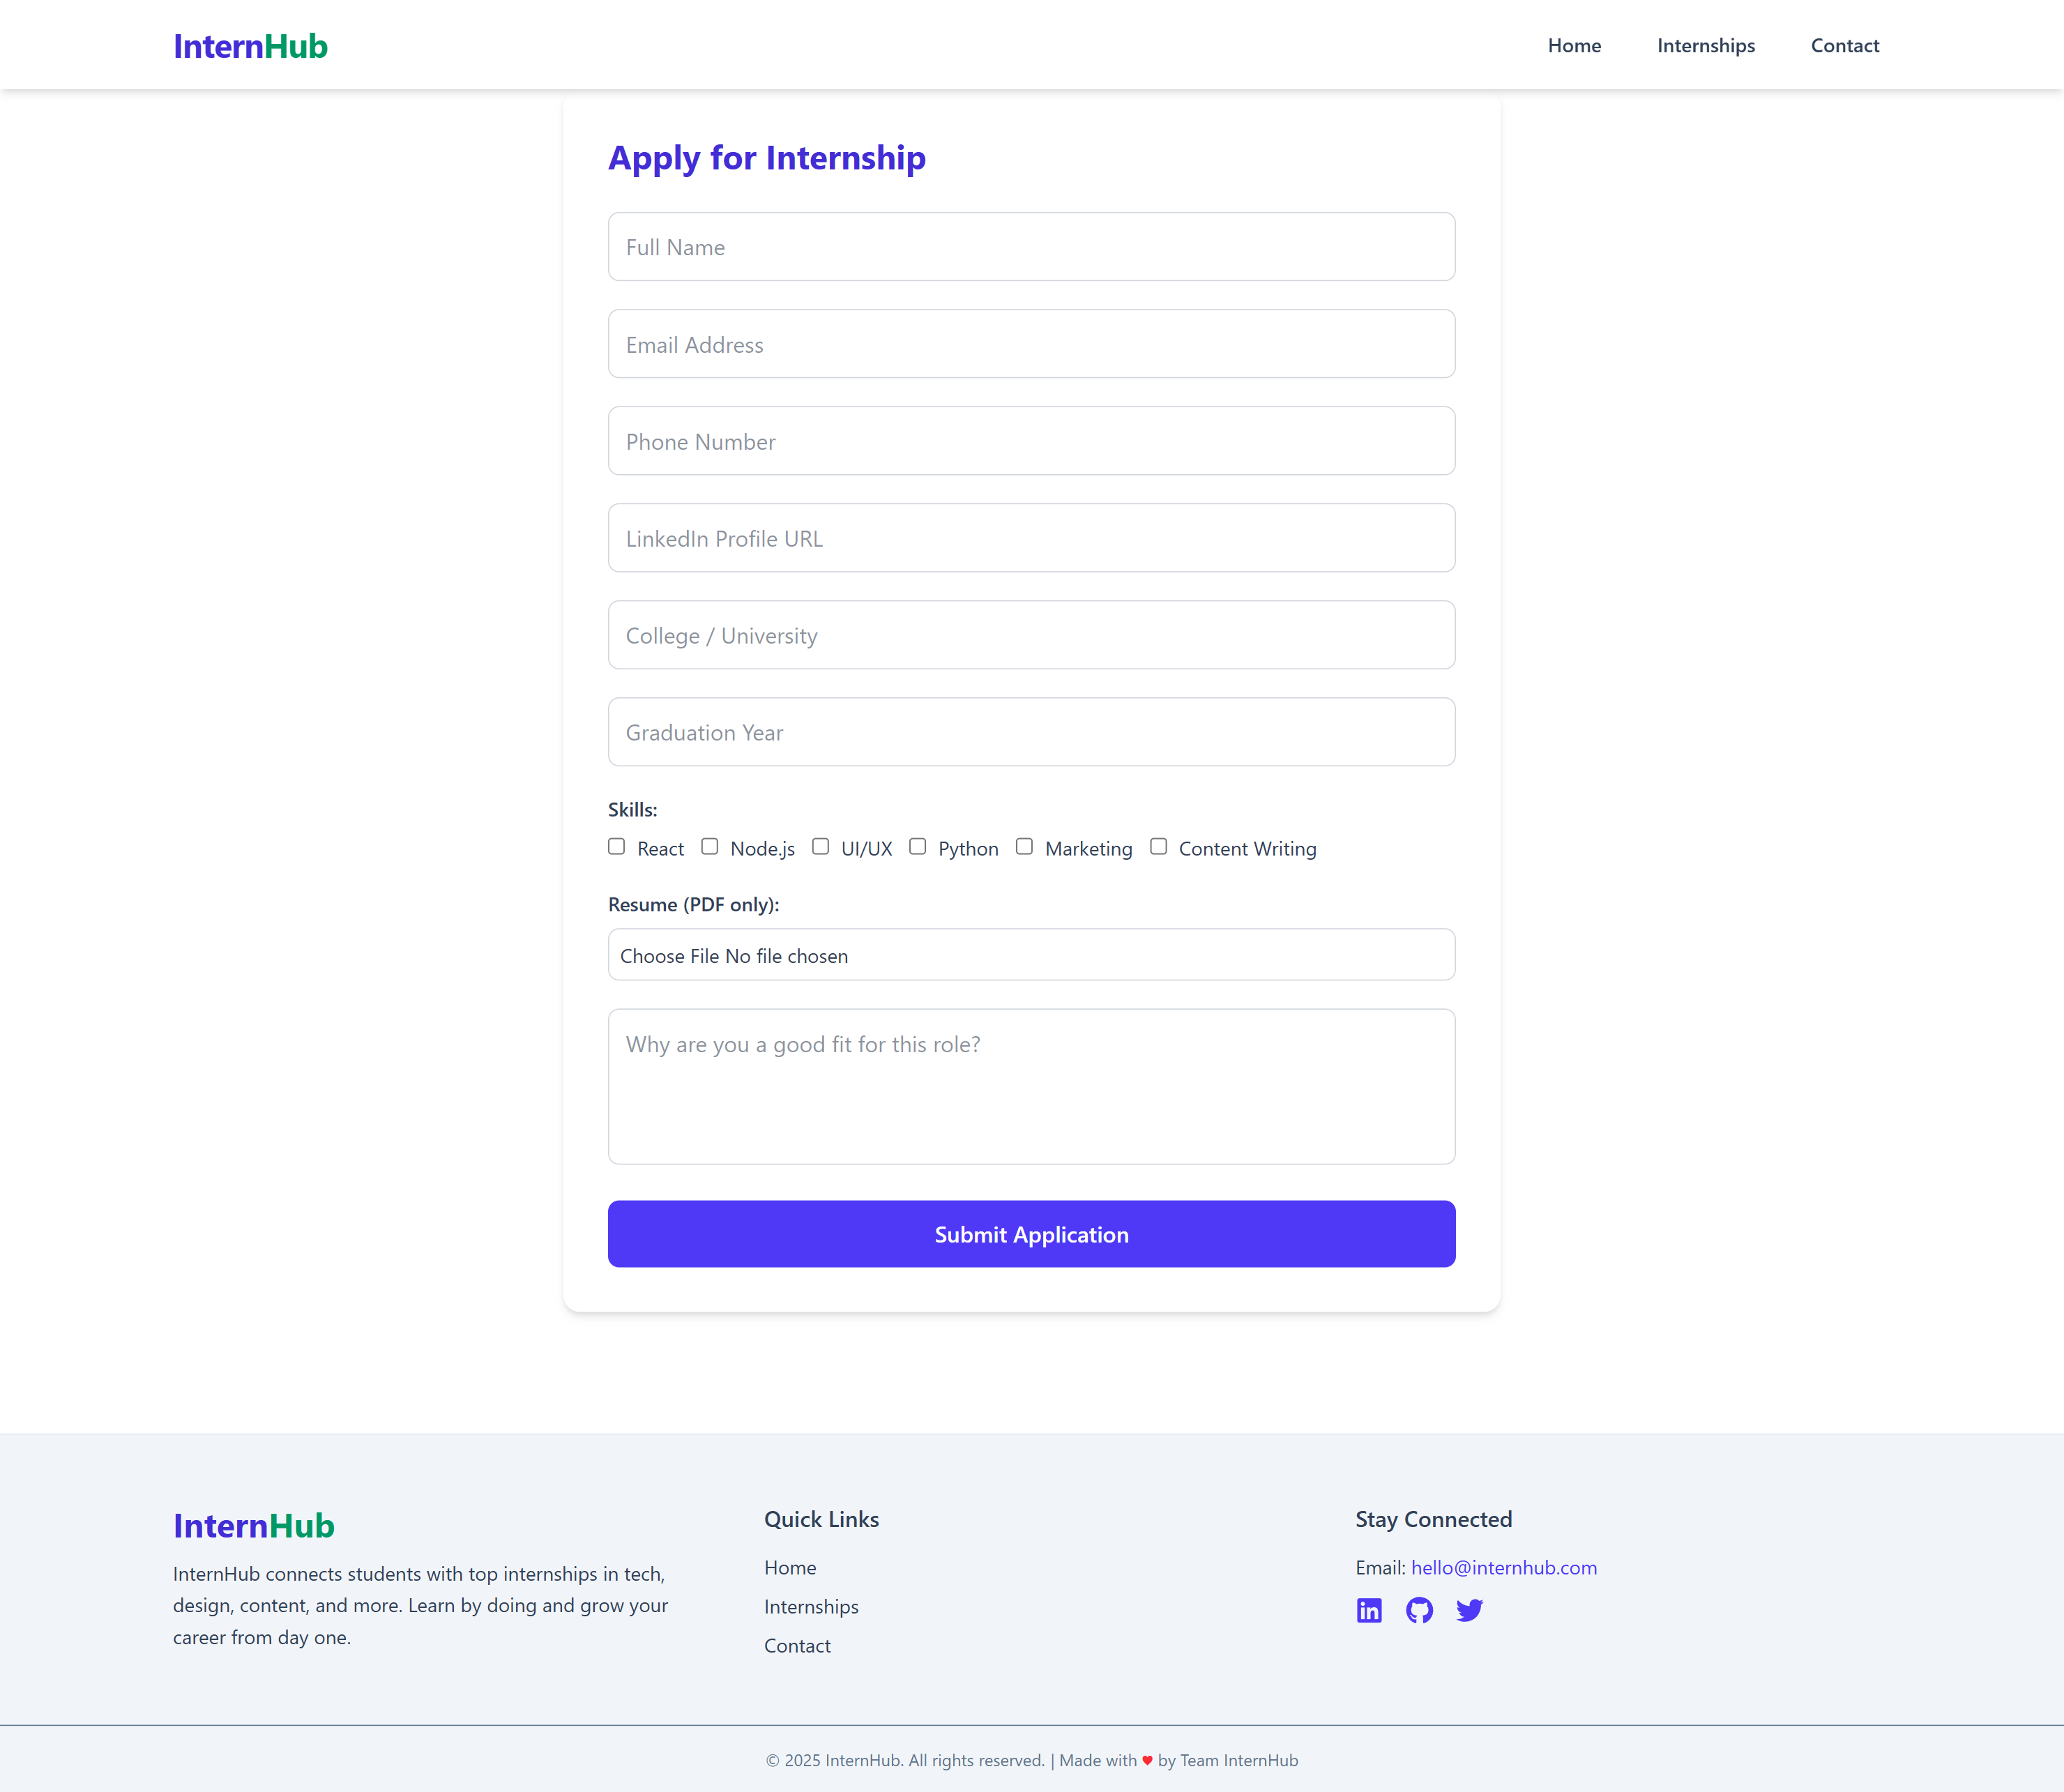 InternHub
Home Internships Contact
Apply for Internship
Full Name
Email Address
Phone Number
LinkedIn Profile URL
College / University
Graduation Year
Skills:
React Node.js UI/UX Python Marketing Content Writing
Resume (PDF only):
Choose File No file chosen
Why are you a good fit for this role?
Submit Application
InternHub
InternHub connects students with top internships in tech,
design, content, and more. Learn by doing and grow your
career from day one.
Quick Links
Home
Internships
Contact
Stay Connected
Email: hello@internhub.com
© 2025 InternHub. All rights reserved. | Made with ♥ by Team InternHub